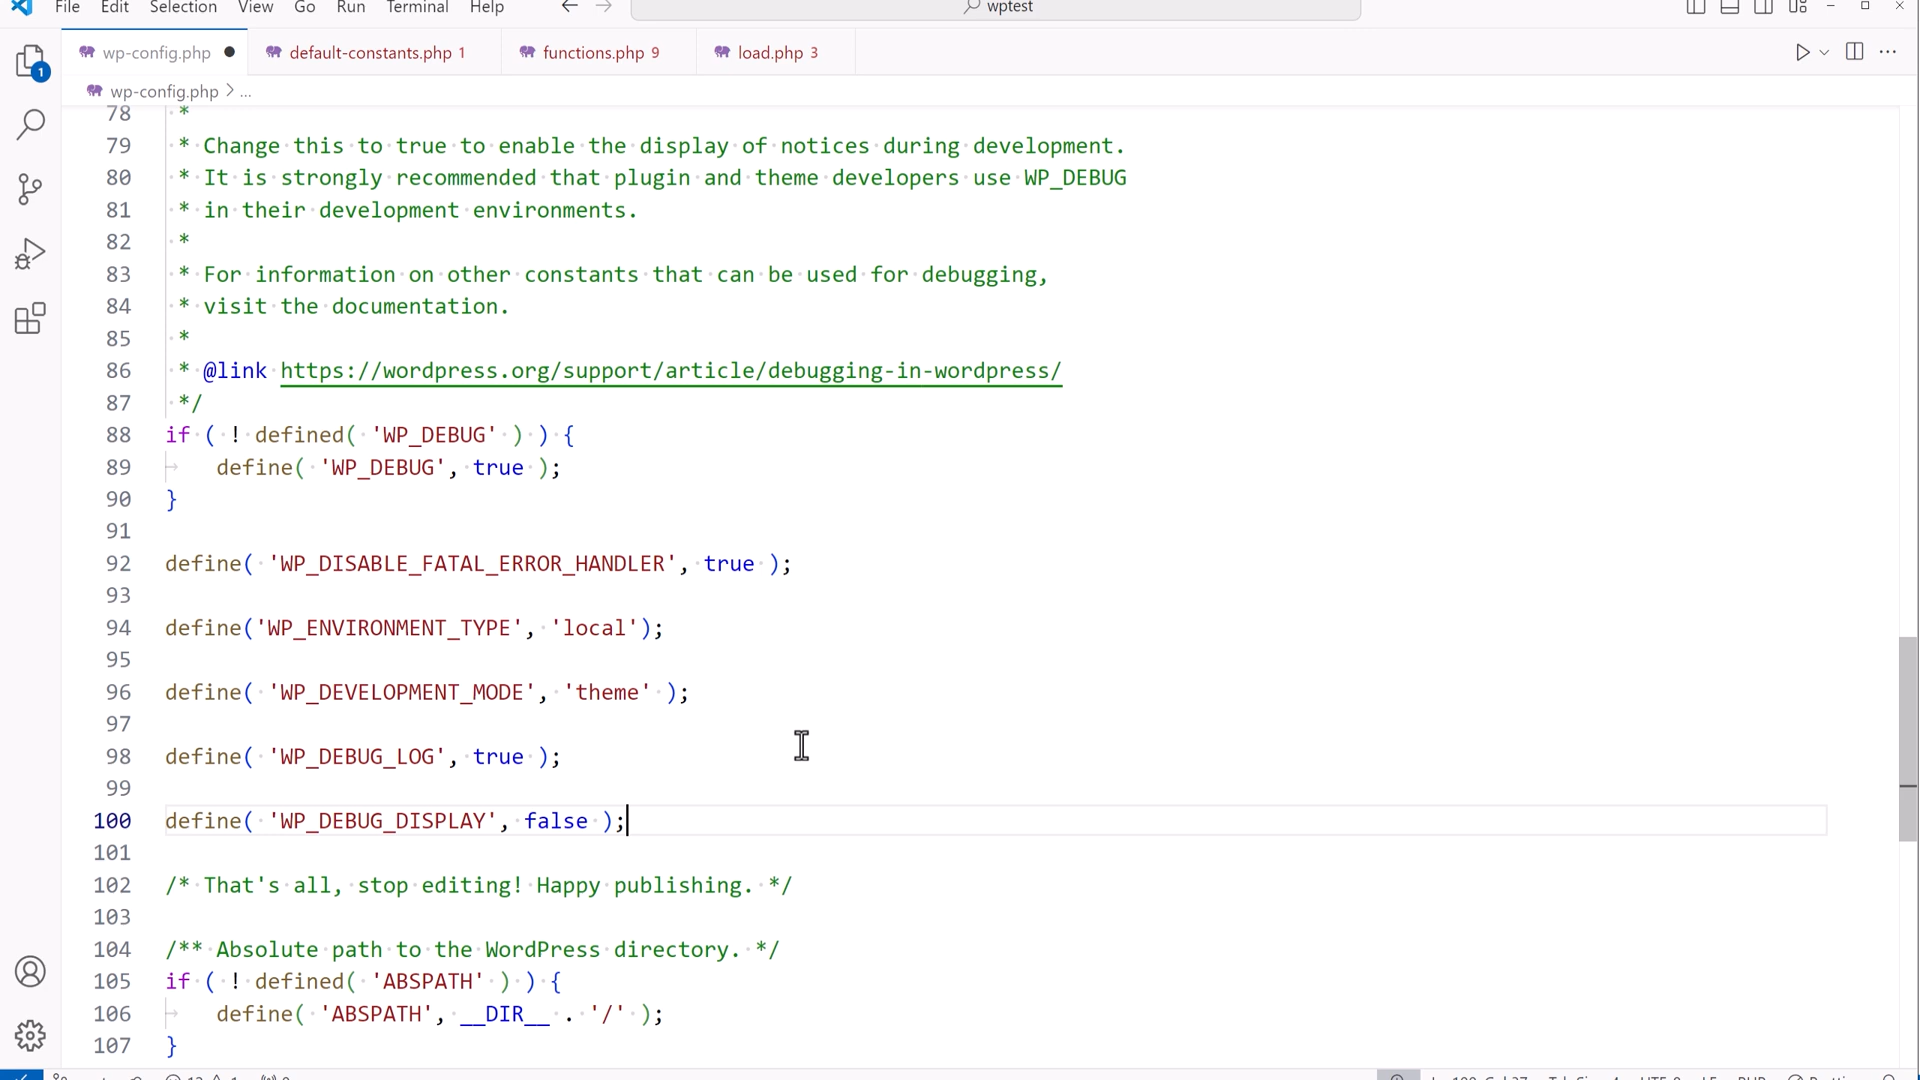 File Edit Selection View Go Run Terminal Help wptest
wp-config.php default-constants.php 1 functions.php 9 load.php 3
wp-config.php > ...
1
78 *
79 * Change this to true to enable the display of notices during development.
80 * It is strongly recommended that plugin and theme developers use WP_DEBUG
81 * in their development environments.
82 *
83 * For information on other constants that can be used for debugging,
84 * visit the documentation.
85 *
86 * @link https://wordpress.org/support/article/debugging-in-wordpress/
87 */
88 if ( ! defined( 'WP_DEBUG' ) ) {
89 define( 'WP_DEBUG', true );
90 }
91
92 define( 'WP_DISABLE_FATAL_ERROR_HANDLER', true );
93
94 define('WP_ENVIRONMENT_TYPE', 'local');
95
96 define( 'WP_DEVELOPMENT_MODE', 'theme' );
97
98 define( 'WP_DEBUG_LOG', true );
99
100 define( 'WP_DEBUG_DISPLAY', false );
101
102 /* That's all, stop editing! Happy publishing. */
103
104 /** Absolute path to the WordPress directory. */
105 if ( ! defined( 'ABSPATH' ) ) {
106 define( 'ABSPATH', __DIR__ . '/' );
107 }